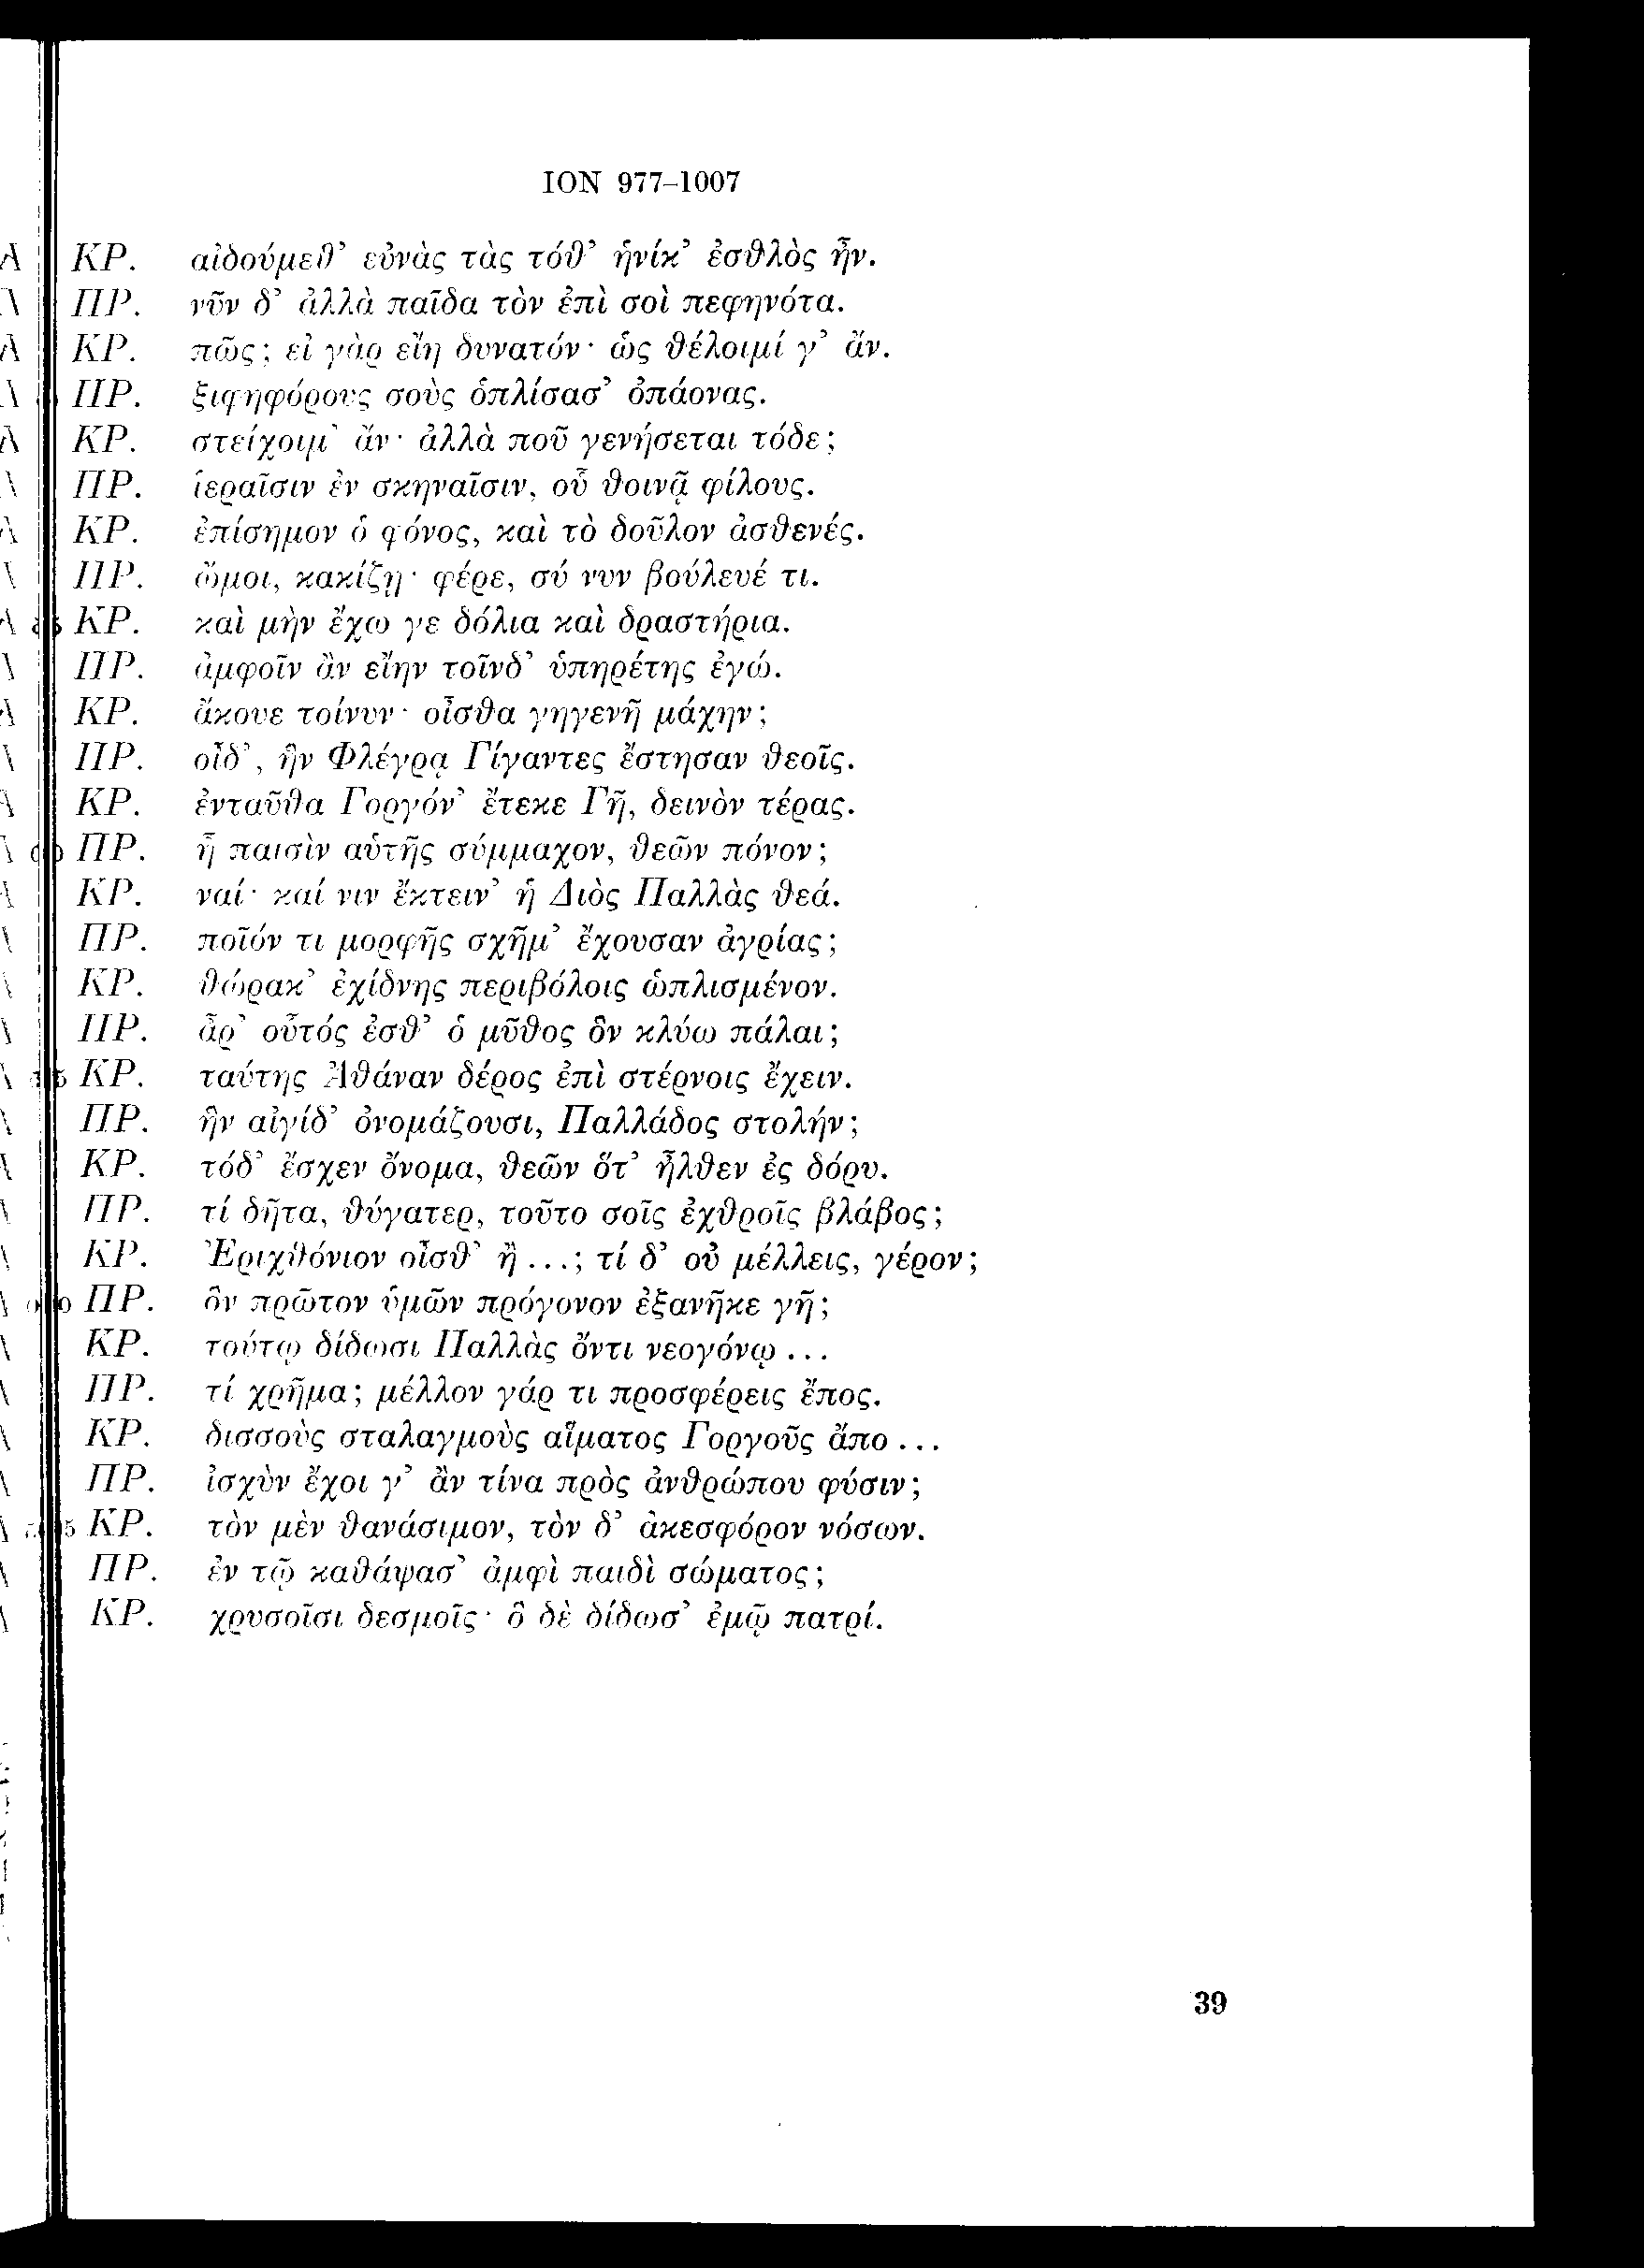 ION 977–1007
ΚΡ. αἰδούμεθ’ εὐνὰς τὰς τόθ’ ἡνίκ’ ἐσθλὸς ἦν.
ΠΡ. νῦν δ’ ἀλλὰ παῖδα τὸν ἐπὶ σοὶ πεφηνότα.
ΚΡ. πῶς; εἰ γὰρ εἴη δυνατόν· ὡς θέλοιμί γ’ ἄν.
ΠΡ. ξιφηφόρους σοὺς ὁπλίσασ’ ὀπάονας.
ΚΡ. στείχοιμ’ ἄν· ἀλλὰ ποῦ γενήσεται τόδε;
ΠΡ. ἱεραῖσιν ἐν σκηναῖσιν, οὗ θοινᾷ φίλους.
ΚΡ. ἐπίσημον ὁ φόνος, καὶ τὸ δοῦλον ἀσθενές.
ΠΡ. ὤμοι, κακίζῃ· φέρε, σύ νυν βούλευέ τι.
ΚΡ. καὶ μὴν ἔχω γε δόλια καὶ δραστήρια.
ΠΡ. ἀμφοῖν ἂν εἴην τοῖνδ’ ὑπηρέτης ἐγώ.
ΚΡ. ἄκουε τοίνυν· οἶσθα γηγενῆ μάχην;
ΠΡ. οἶδ’, ἣν Φλέγρᾳ Γίγαντες ἔστησαν θεοῖς.
ΚΡ. ἐνταῦθα Γοργόν’ ἔτεκε Γῆ, δεινὸν τέρας.
ΠΡ. ἦ παισὶν αὑτῆς σύμμαχον, θεῶν πόνον;
ΚΡ. ναί· καί νιν ἔκτειν’ ἡ Διὸς Παλλὰς θεά.
ΠΡ. ποῖόν τι μορφῆς σχῆμ’ ἔχουσαν ἀγρίας;
ΚΡ. θώρακ’ ἐχίδνης περιβόλοις ὡπλισμένον.
ΠΡ. ἆρ’ οὗτός ἐσθ’ ὁ μῦθος ὃν κλύω πάλαι;
ΚΡ. ταύτης Ἀθάναν δέρος ἐπὶ στέρνοις ἔχειν.
ΠΡ. ἣν αἰγίδ’ ὀνομάζουσι, Παλλάδος στολήν;
ΚΡ. τόδ’ ἔσχεν ὄνομα, θεῶν ὅτ’ ἦλθεν ἐς δόρυ.
ΠΡ. τί δῆτα, θύγατερ, τοῦτο σοῖς ἐχθροῖς βλάβος;
ΚΡ. Ἐριχθόνιον οἶσθ’ ἢ ...; τί δ’ οὐ μέλλεις, γέρον;
ΠΡ. ὃν πρῶτον ὑμῶν πρόγονον ἐξανῆκε γῆ;
ΚΡ. τούτῳ δίδωσι Παλλὰς ὄντι νεογόνῳ ...
ΠΡ. τί χρῆμα; μέλλον γάρ τι προσφέρεις ἔπος.
ΚΡ. δισσοὺς σταλαγμοὺς αἵματος Γοργοῦς ἄπο ...
ΠΡ. ἰσχὺν ἔχοι γ’ ἂν τίνα πρὸς ἀνθρώπου φύσιν;
ΚΡ. τὸν μὲν θανάσιμον, τὸν δ’ ἀκεσφόρον νόσων.
ΠΡ. ἐν τῷ καθάψασ’ ἀμφὶ παιδὶ σώματος;
ΚΡ. χρυσοῖσι δεσμοῖς· ὃ δὲ δίδωσ’ ἐμῷ πατρί.
39